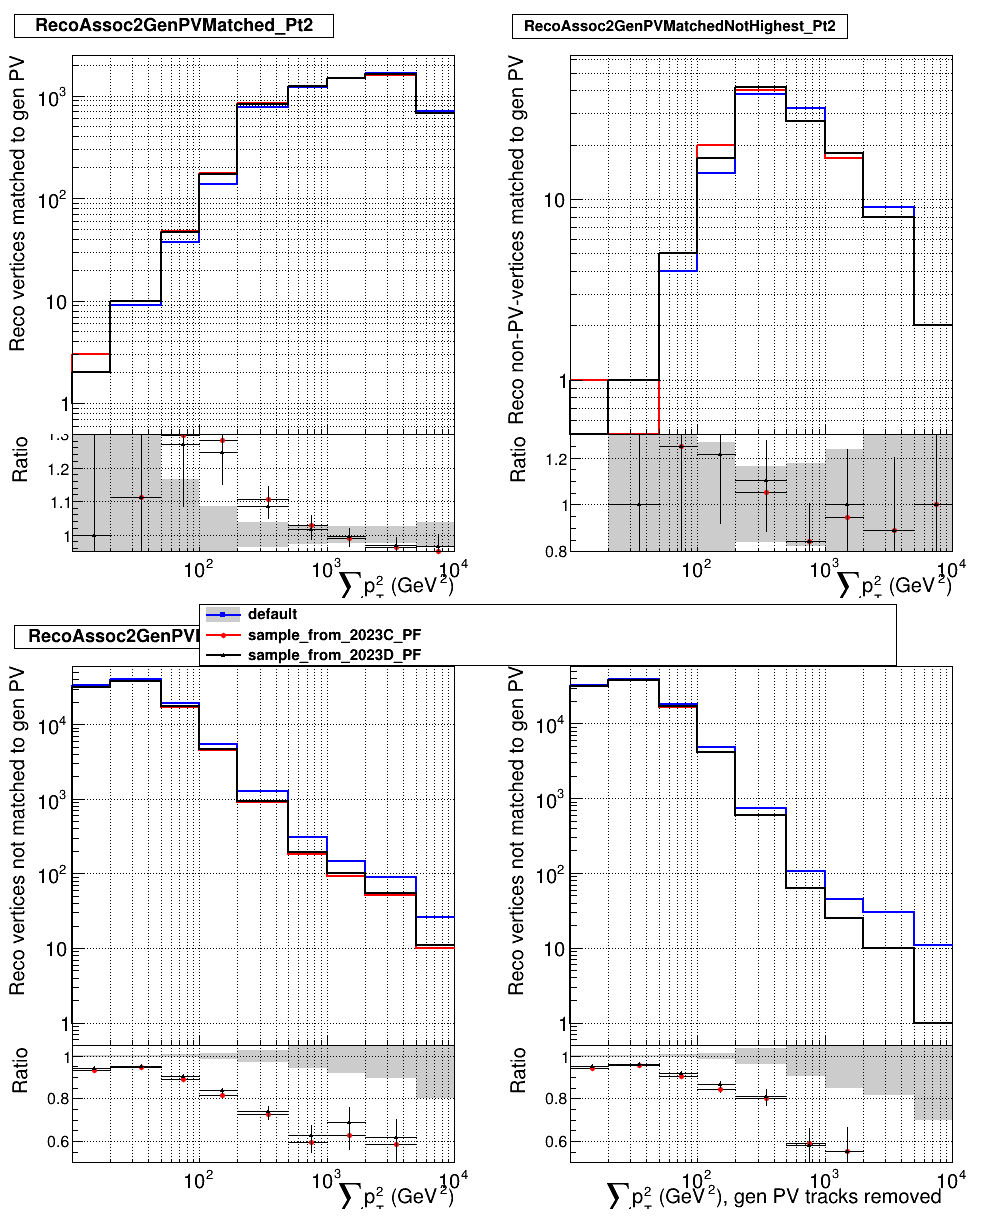 RecoAssoc2GenPVMatched_Pt2
Reco vertices matched to gen PV
10³
10²
10
1
Ratio
1.3
1.2
1.1
1
10² 10³ 10⁴
∑ p_T² (GeV²)
RecoAssoc2GenPVMatchedNotHighest_Pt2
Reco non-PV-vertices matched to gen PV
10
1
Ratio
1.2
1
0.8
10² 10³ 10⁴
∑ p_T² (GeV²)
default
sample_from_2023C_PF
sample_from_2023D_PF
RecoAssoc2GenPV
Reco vertices not matched to gen PV
10⁴
10³
10²
10
1
Ratio
1
0.8
0.6
10² 10³ 10⁴
∑ p_T² (GeV²)
Reco vertices not matched to gen PV
10⁴
10³
10²
10
1
Ratio
1
0.8
0.6
10² 10³ 10⁴
∑ p_T² (GeV²), gen PV tracks removed